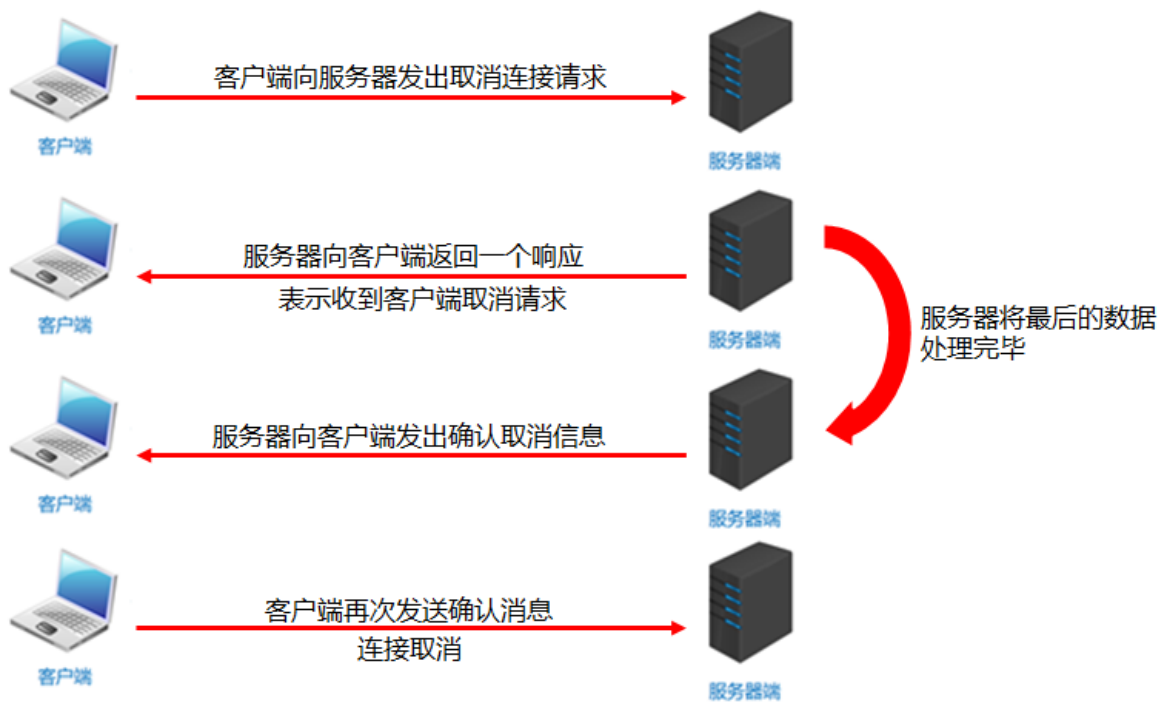 客户端向服务器发出取消连接请求
客户端
服务器端
服务器向客户端返回一个响应
表示收到客户端取消请求
客户端
服务器端
服务器将最后的数据
处理完毕
服务器向客户端发出确认取消信息
客户端
服务器端
客户端再次发送确认消息
连接取消
客户端
服务器端